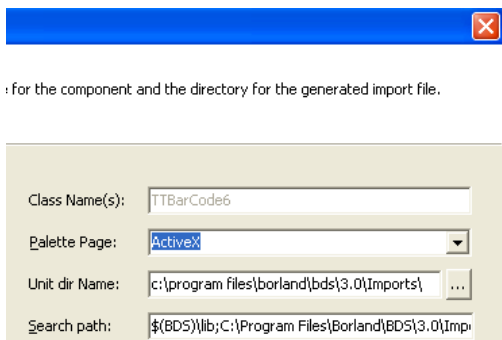 for the component and the directory for the generated import file.
Class Name(s): TTBarCode6
Palette Page: ActiveX
Unit dir Name: c:\program files\borland\bds\3.0\Imports\ ...
Search path: $(BDS)\lib;C:\Program Files\Borland\BDS\3.0\Imp